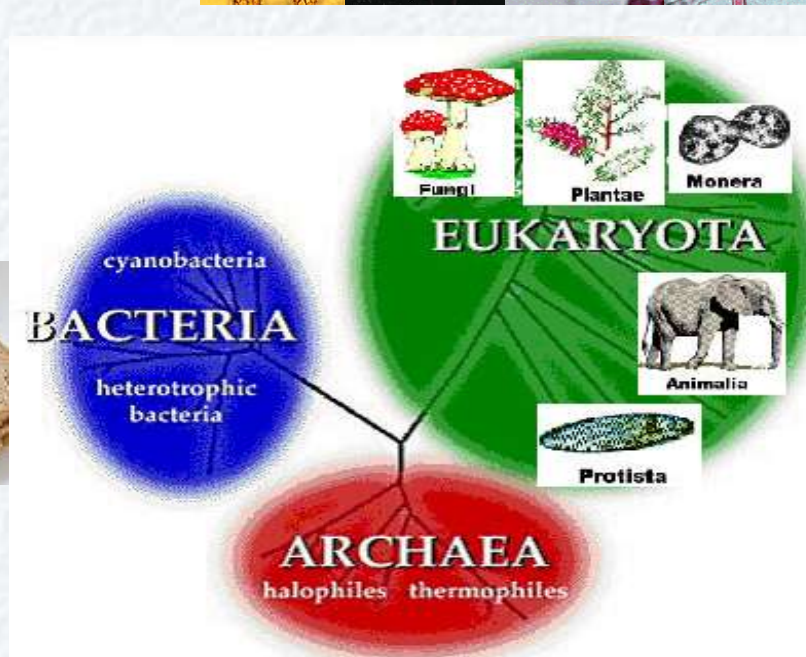 Fungi
Plantae
Monera
EUKARYOTA
cyanobacteria
BACTERIA
heterotrophic
bacteria
Animalia
Protista
ARCHAEA
halophiles thermophiles